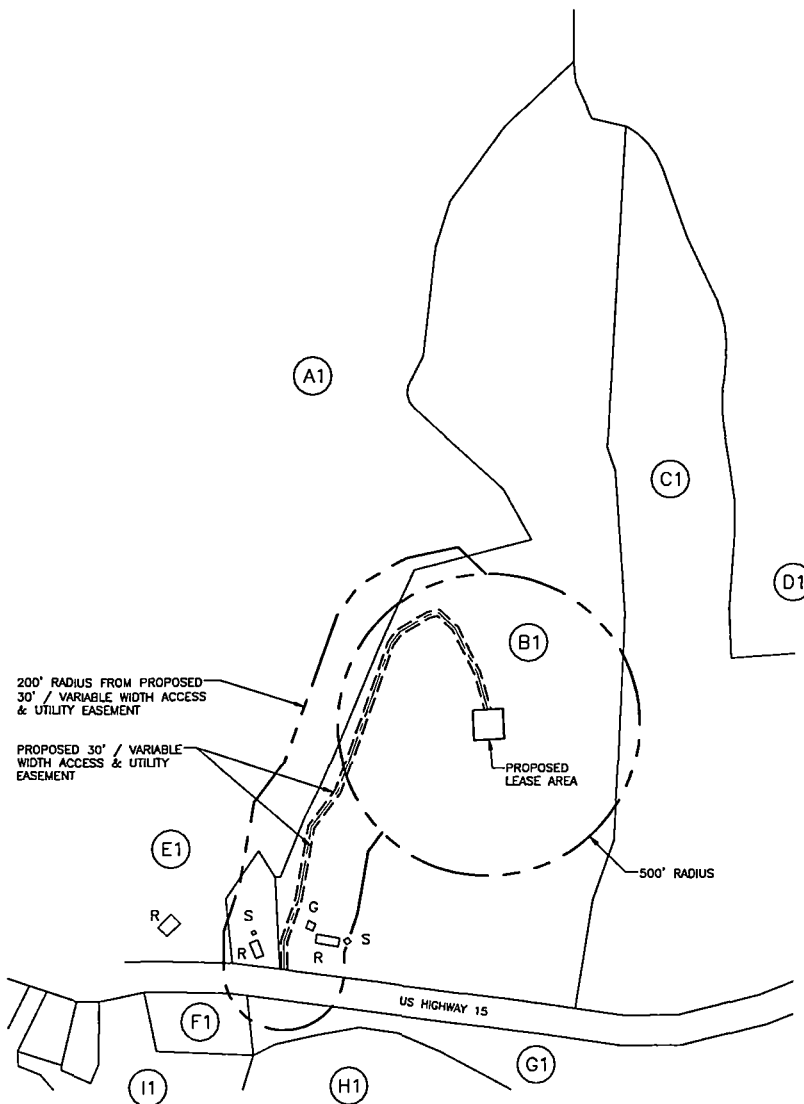 A1
C1
D1
B1
200' RADIUS FROM PROPOSED
30' / VARIABLE WIDTH ACCESS
& UTILITY EASEMENT
PROPOSED 30' / VARIABLE
WIDTH ACCESS & UTILITY
EASEMENT
PROPOSED
LEASE AREA
E1
500' RADIUS
R
S
G
R
R
S
US HIGHWAY 15
F1
G1
I1
H1